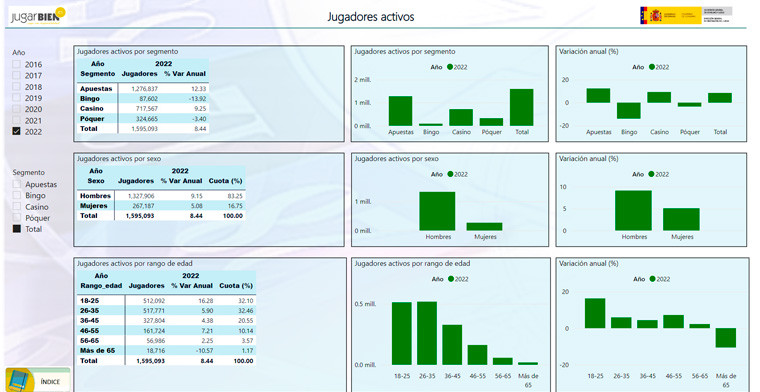 jugarBIEN.es
Jugadores activos
Año
2016
2017
2018
2019
2020
2021
2022
Segmento
Apuestas
Bingo
Casino
Póquer
Total
Jugadores activos por segmento
Año 2022
Segmento Jugadores % Var Anual
Apuestas 1,276,837 12.33
Bingo 87,602 -13.92
Casino 717,567 9.25
Póquer 324,665 -3.40
Total 1,595,093 8.44
Jugadores activos por segmento
Año 2022
2 mill.
1 mill.
0 mill.
Apuestas Bingo Casino Póquer Total
Variación anual (%)
Año 2022
20
0
-20
Apuestas Bingo Casino Póquer Total
Jugadores activos por sexo
Año 2022
Sexo Jugadores % Var Anual Cuota (%)
Hombres 1,327,906 9.15 83.25
Mujeres 267,187 5.08 16.75
Total 1,595,093 8.44 100.00
Jugadores activos por sexo
Año 2022
1 mill.
0 mill.
Hombres Mujeres
Variación anual (%)
Año 2022
10
5
0
Hombres Mujeres
Jugadores activos por rango de edad
Año 2022
Rango_edad Jugadores % Var Anual Cuota (%)
18-25 512,092 16.28 32.10
26-35 517,771 5.90 32.46
36-45 327,804 4.38 20.55
46-55 161,724 7.21 10.14
56-65 56,986 2.25 3.57
Más de 65 18,716 -10.57 1.17
Total 1,595,093 8.44 100.00
Jugadores activos por rango de edad
Año 2022
0.5 mill.
0.0 mill.
18-25 26-35 36-45 46-55 56-65 Más de
65
Variación anual (%)
Año 2022
20
0
-20
18-25 26-35 36-45 46-55 56-65 Más de
65
ÍNDICE